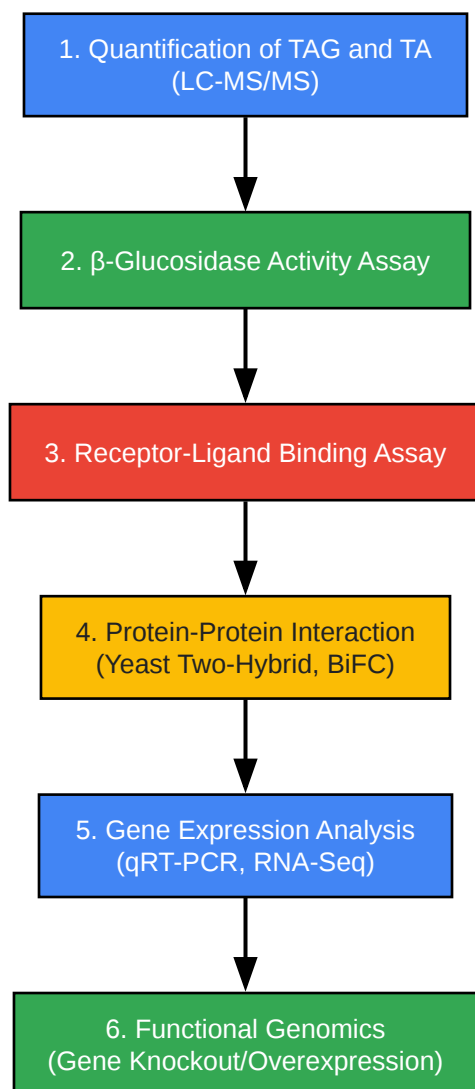 1. Quantification of TAG and TA
(LC-MS/MS)
2. β-Glucosidase Activity Assay
3. Receptor-Ligand Binding Assay
4. Protein-Protein Interaction
(Yeast Two-Hybrid, BiFC)
5. Gene Expression Analysis
(qRT-PCR, RNA-Seq)
6. Functional Genomics
(Gene Knockout/Overexpression)